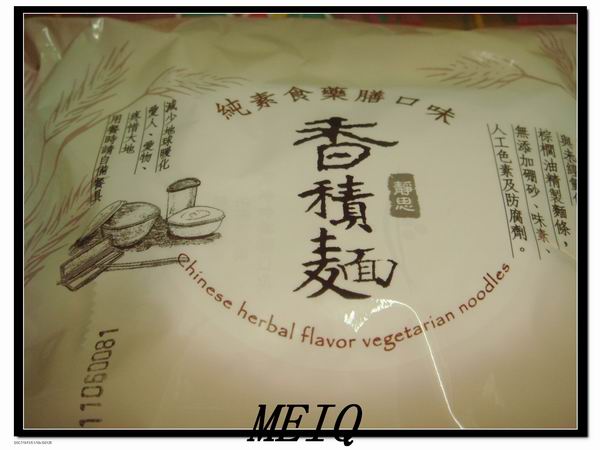 純素食藥膳口味
香積麵
靜思
Chinese herbal flavor vegetarian noodles
減少地球暖化
愛人、愛物、
疼惜大地
用餐時請自備餐具
棕櫚油精製麵條，
無添加硼砂、味素、
人工色素及防腐劑。
11060081
MEIQ